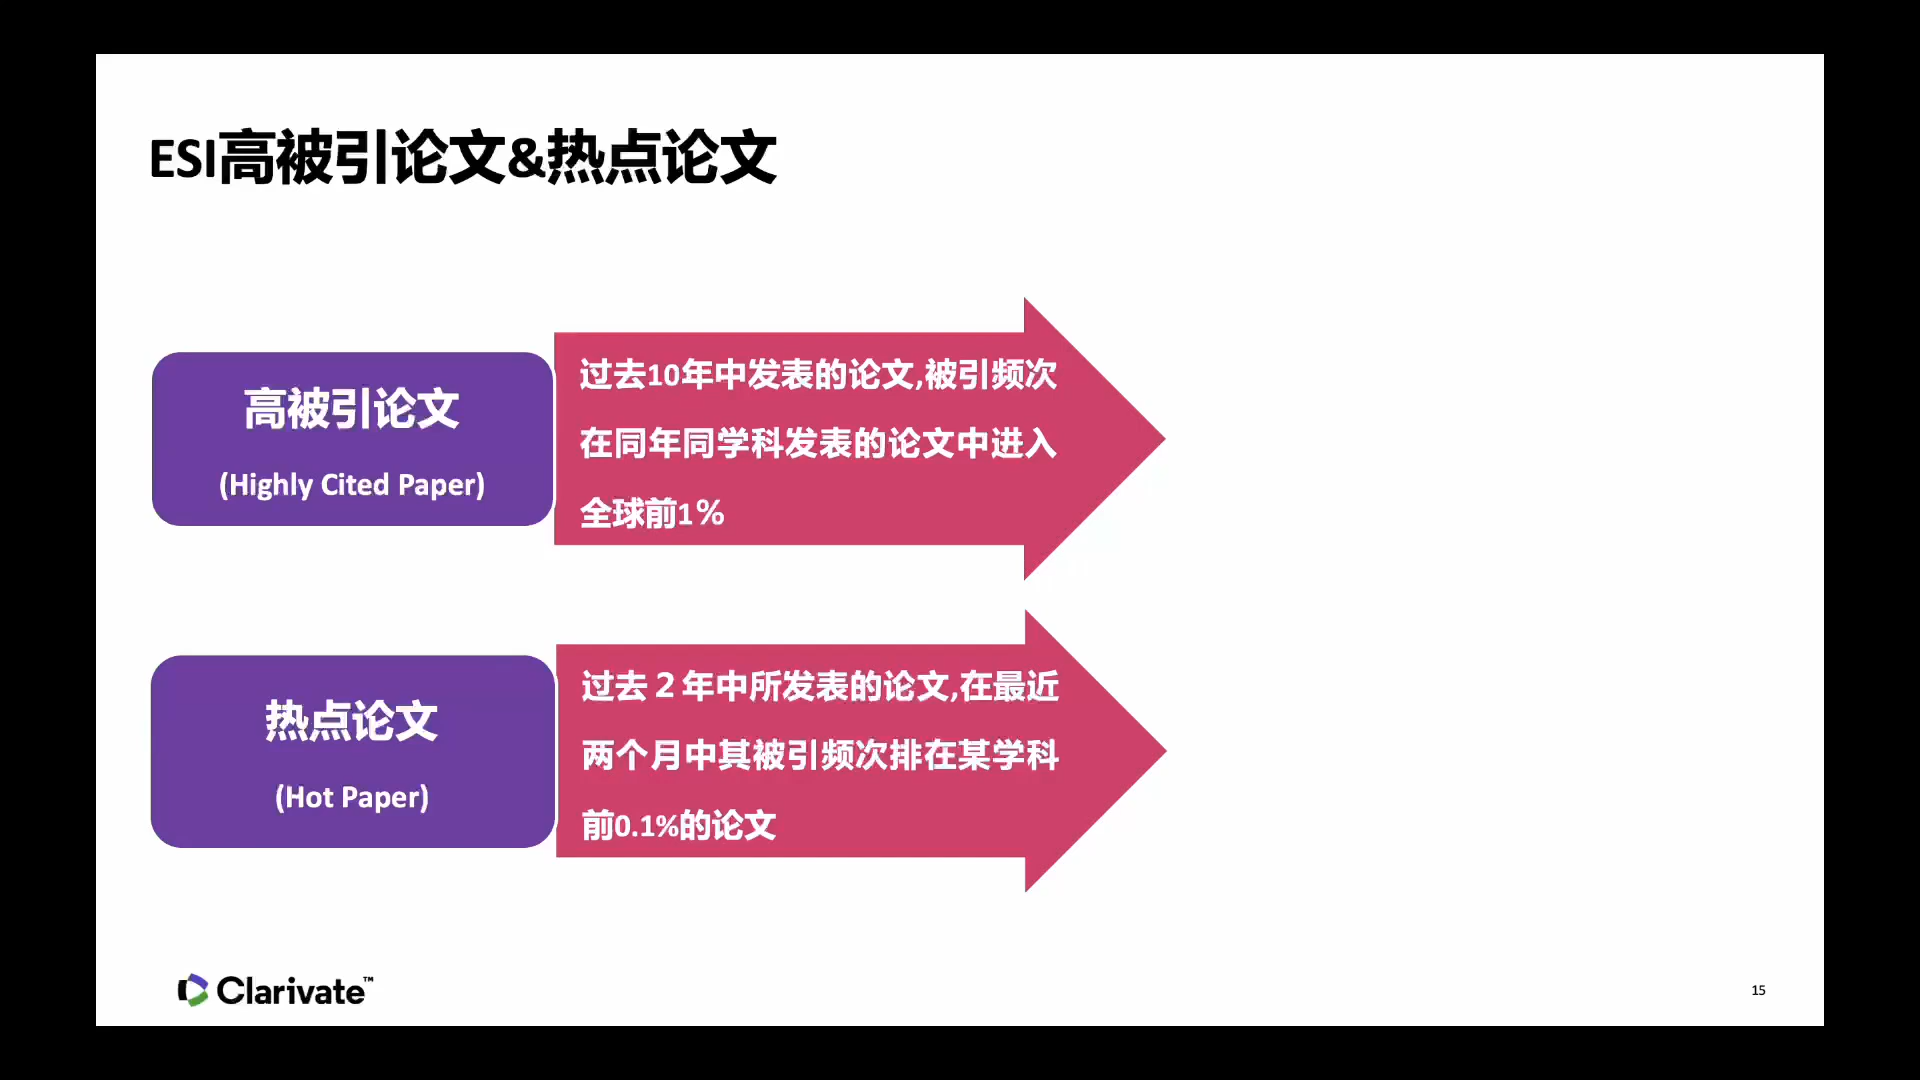 ESI高被引论文&热点论文
高被引论文
(Highly Cited Paper)
过去10年中发表的论文,被引频次
在同年同学科发表的论文中进入
全球前1%
热点论文
(Hot Paper)
过去２年中所发表的论文,在最近
两个月中其被引频次排在某学科
前0.1%的论文
Clarivate™
15